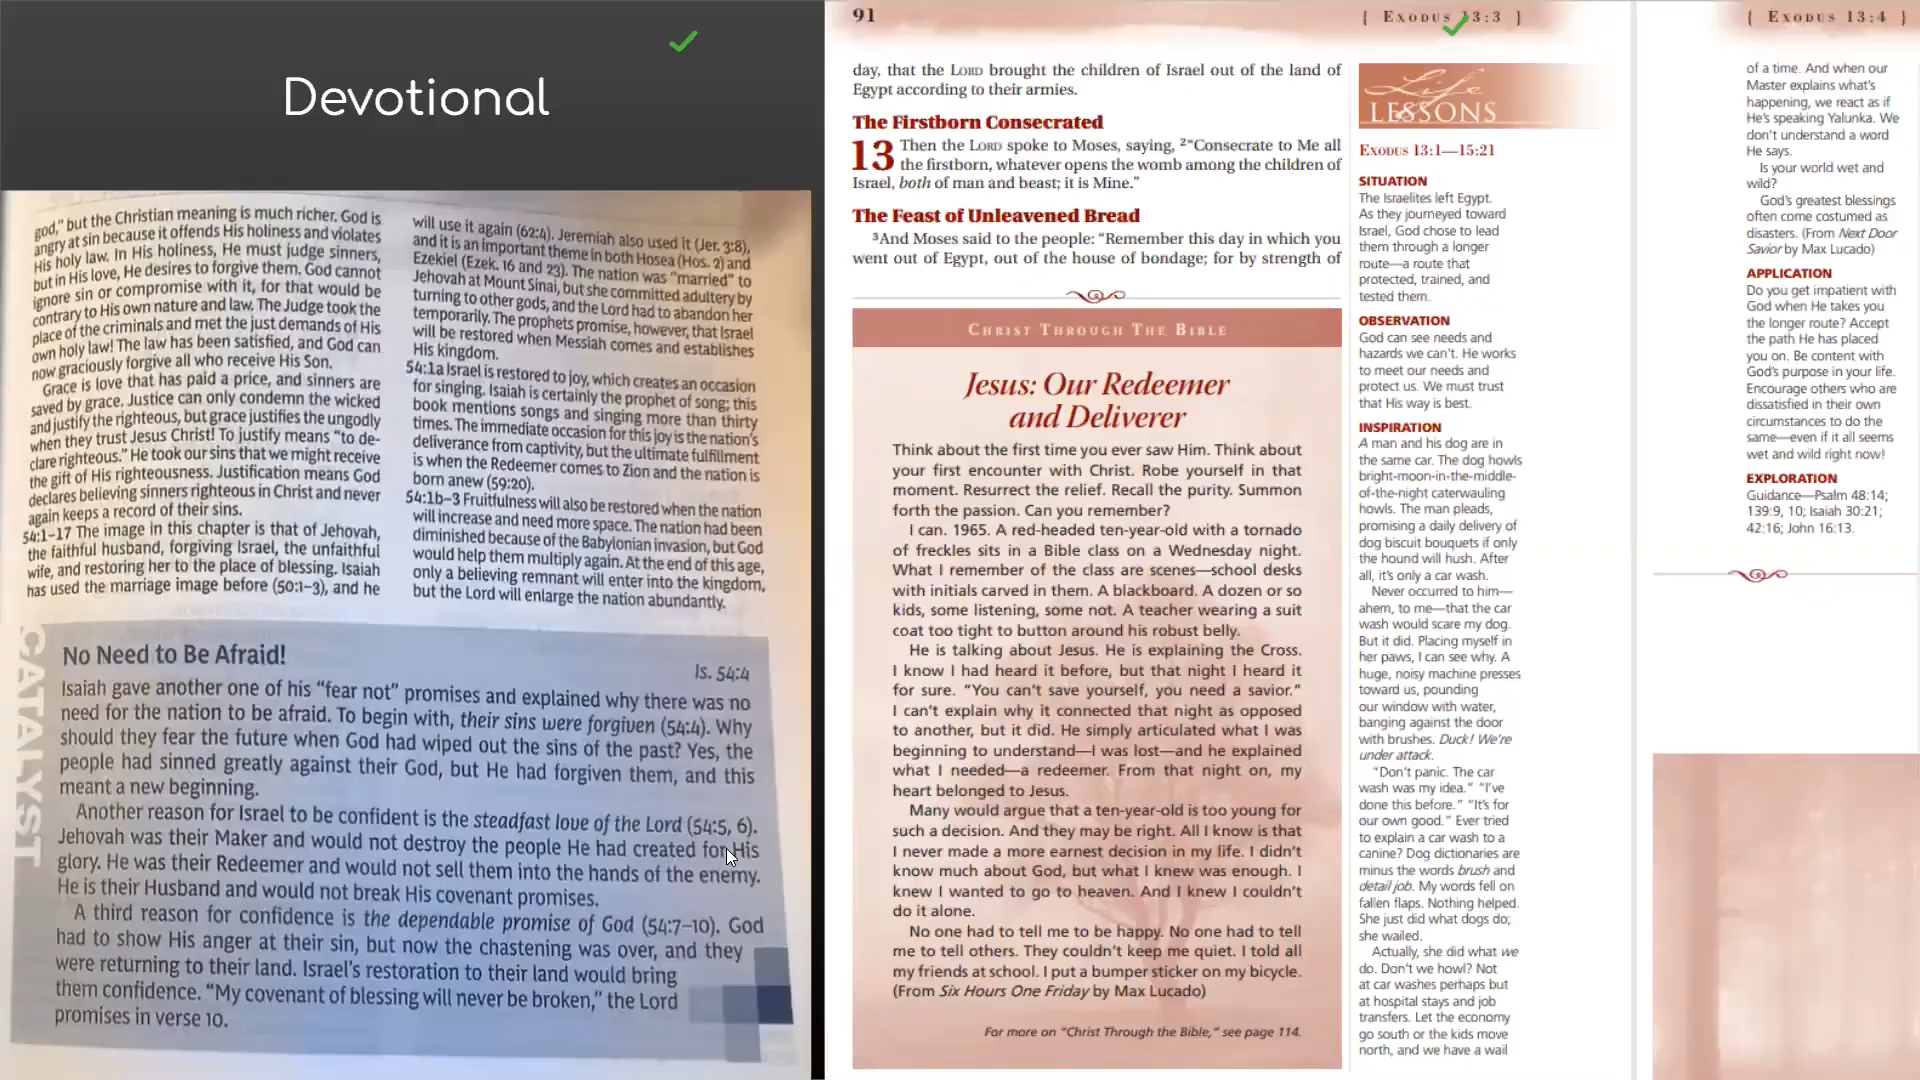 Devotional
god,” but the Christian meaning is much richer. God is
angry at sin because it offends His holiness and violates
His holy law. In His holiness, He must judge sinners,
but in His love, He desires to forgive them. God cannot
ignore sin or compromise with it, for that would be
contrary to His own nature and law. The Judge took the
place of the criminals and met the just demands of His
own holy law! The law has been satisfied, and God can
now graciously forgive all who receive His Son.
Grace is love that has paid a price, and sinners are
saved by grace. Justice can only condemn the wicked
and justify the righteous, but grace justifies the ungodly
when they trust Jesus Christ! To justify means “to de-
clare righteous.” He took our sins that we might receive
the gift of His righteousness. Justification means God
declares believing sinners righteous in Christ and never
again keeps a record of their sins.
54:1–17 The image in this chapter is that of Jehovah,
the faithful husband, forgiving Israel, the unfaithful
wife, and restoring her to the place of blessing. Isaiah
has used the marriage image before (50:1–3), and he
will use it again (62:4). Jeremiah also used it (Jer. 3:8),
and it is an important theme in both Hosea (Hos. 2) and
Ezekiel (Ezek. 16 and 23). The nation was “married” to
Jehovah at Mount Sinai, but she committed adultery by
turning to other gods, and the Lord had to abandon her
temporarily. The prophets promise, however, that Israel
will be restored when Messiah comes and establishes
His kingdom.
54:1a Israel is restored to joy, which creates an occasion
for singing. Isaiah is certainly the prophet of song; this
book mentions songs and singing more than thirty
times. The immediate occasion for this joy is the nation’s
deliverance from captivity, but the ultimate fulfillment
is when the Redeemer comes to Zion and the nation is
born anew (59:20).
54:1b–3 Fruitfulness will also be restored when the nation
will increase and need more space. The nation had been
diminished because of the Babylonian invasion, but God
would help them multiply again. At the end of this age,
only a believing remnant will enter into the kingdom,
but the Lord will enlarge the nation abundantly.
CATALYST
No Need to Be Afraid!
Is. 54:4
Isaiah gave another one of his “fear not” promises and explained why there was no
need for the nation to be afraid. To begin with, their sins were forgiven (54:4). Why
should they fear the future when God had wiped out the sins of the past? Yes, the
people had sinned greatly against their God, but He had forgiven them, and this
meant a new beginning.
Another reason for Israel to be confident is the steadfast love of the Lord (54:5, 6).
Jehovah was their Maker and would not destroy the people He had created for His
glory. He was their Redeemer and would not sell them into the hands of the enemy.
He is their Husband and would not break His covenant promises.
A third reason for confidence is the dependable promise of God (54:7–10). God
had to show His anger at their sin, but now the chastening was over, and they
were returning to their land. Israel’s restoration to their land would bring
them confidence. “My covenant of blessing will never be broken,” the Lord
promises in verse 10.
91
{ Exodus 13:3 }
day, that the LORD brought the children of Israel out of the land of
Egypt according to their armies.
The Firstborn Consecrated
13 Then the LORD spoke to Moses, saying, 2“Consecrate to Me all
the firstborn, whatever opens the womb among the children of
Israel, both of man and beast; it is Mine.”
The Feast of Unleavened Bread
3And Moses said to the people: “Remember this day in which you
went out of Egypt, out of the house of bondage; for by strength of
Christ Through The Bible
Jesus: Our Redeemer
and Deliverer
Think about the first time you ever saw Him. Think about
your first encounter with Christ. Robe yourself in that
moment. Resurrect the relief. Recall the purity. Summon
forth the passion. Can you remember?
I can. 1965. A red-headed ten-year-old with a tornado
of freckles sits in a Bible class on a Wednesday night.
What I remember of the class are scenes—school desks
with initials carved in them. A blackboard. A dozen or so
kids, some listening, some not. A teacher wearing a suit
coat too tight to button around his robust belly.
He is talking about Jesus. He is explaining the Cross.
I know I had heard it before, but that night I heard it
for sure. “You can’t save yourself, you need a savior.”
I can’t explain why it connected that night as opposed
to another, but it did. He simply articulated what I was
beginning to understand—I was lost—and he explained
what I needed—a redeemer. From that night on, my
heart belonged to Jesus.
Many would argue that a ten-year-old is too young for
such a decision. And they may be right. All I know is that
I never made a more earnest decision in my life. I didn’t
know much about God, but what I knew was enough. I
knew I wanted to go to heaven. And I knew I couldn’t
do it alone.
No one had to tell me to be happy. No one had to tell
me to tell others. They couldn’t keep me quiet. I told all
my friends at school. I put a bumper sticker on my bicycle.
(From Six Hours One Friday by Max Lucado)
For more on “Christ Through the Bible,” see page 114.
Life
LESSONS
Exodus 13:1—15:21
SITUATION
The Israelites left Egypt.
As they journeyed toward
Israel, God chose to lead
them through a longer
route—a route that
protected, trained, and
tested them.
OBSERVATION
God can see needs and
hazards we can’t. He works
to meet our needs and
protect us. We must trust
that His way is best.
INSPIRATION
A man and his dog are in
the same car. The dog howls
bright-moon-in-the-middle-
of-the-night caterwauling
howls. The man pleads,
promising a daily delivery of
dog biscuit bouquets if only
the hound will hush. After
all, it’s only a car wash.
Never occurred to him—
ahem, to me—that the car
wash would scare my dog.
But it did. Placing myself in
her paws, I can see why. A
huge, noisy machine presses
toward us, pounding
our window with water,
banging against the door
with brushes. Duck! We’re
under attack.
“Don’t panic. The car
wash was my idea.” “I’ve
done this before.” “It’s for
our own good.” Ever tried
to explain a car wash to a
canine? Dog dictionaries are
minus the words brush and
detail job. My words fell on
fallen flaps. Nothing helped.
She just did what dogs do;
she wailed.
Actually, she did what we
do. Don’t we howl? Not
at car washes perhaps but
at hospital stays and job
transfers. Let the economy
go south or the kids move
north, and we have a wail
{ Exodus 13:4 }
of a time. And when our
Master explains what’s
happening, we react as if
He’s speaking Yalunka. We
don’t understand a word
He says.
Is your world wet and
wild?
God’s greatest blessings
often come costumed as
disasters. (From Next Door
Savior by Max Lucado)
APPLICATION
Do you get impatient with
God when He takes you
the longer route? Accept
the path He has placed
you on. Be content with
God’s purpose in your life.
Encourage others who are
dissatisfied in their own
circumstances to do the
same—even if it all seems
wet and wild right now!
EXPLORATION
Guidance—Psalm 48:14;
139:9, 10; Isaiah 30:21;
42:16; John 16:13.